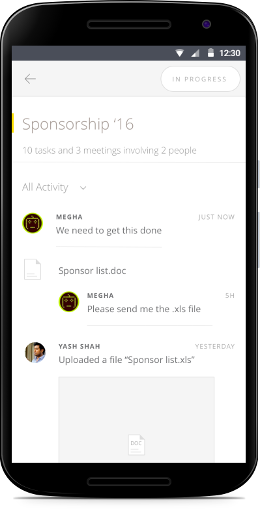 12:30
IN PROGRESS
Sponsorship ‘16
10 tasks and 3 meetings involving 2 people
All Activity
MEGHA JUST NOW
We need to get this done
Sponsor list.doc
MEGHA 5H
Please send me the .xls file
YASH SHAH YESTERDAY
Uploaded a file “Sponsor list.xls”
DOC